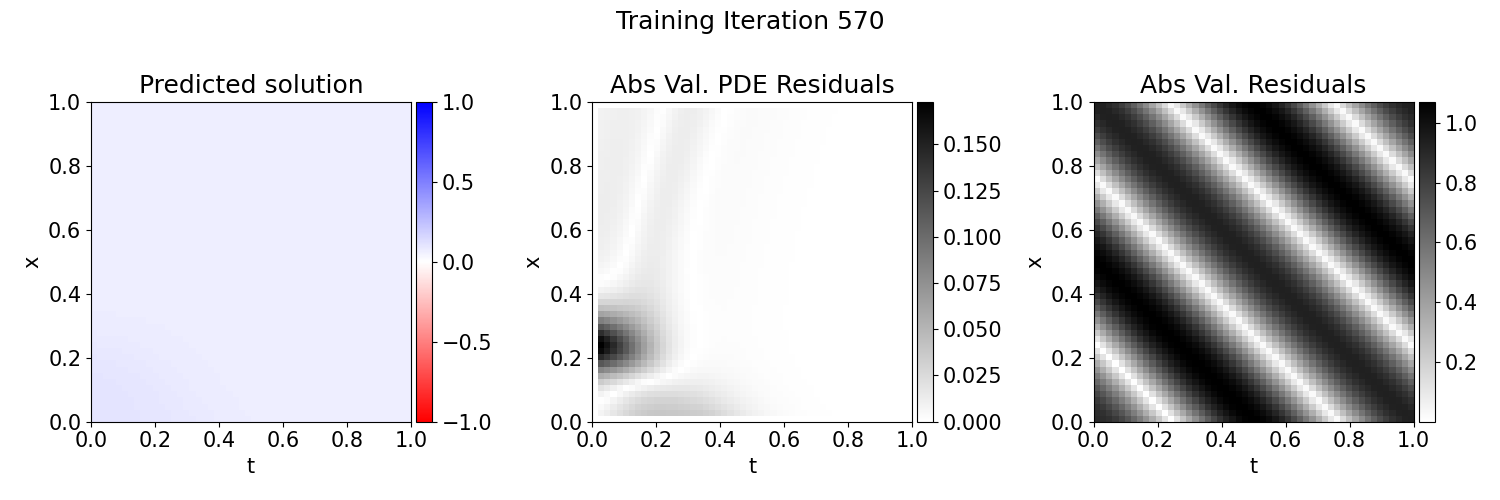 Training Iteration 570
Predicted solution
1.0
0.8
0.6
0.4
0.2
0.0
x
0.0 0.2 0.4 0.6 0.8 1.0
t
1.0
0.5
0.0
−0.5
−1.0
Abs Val. PDE Residuals
1.0
0.8
0.6
0.4
0.2
0.0
x
0.0 0.2 0.4 0.6 0.8 1.0
t
0.150
0.125
0.100
0.075
0.050
0.025
0.000
Abs Val. Residuals
1.0
0.8
0.6
0.4
0.2
0.0
x
0.0 0.2 0.4 0.6 0.8 1.0
t
1.0
0.8
0.6
0.4
0.2